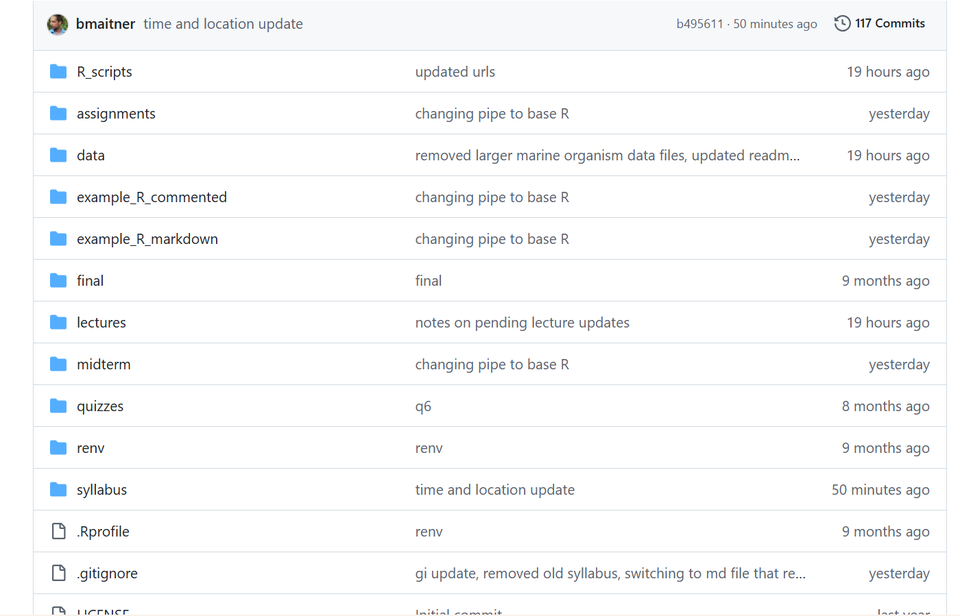 bmaitner time and location update b495611 · 50 minutes ago 117 Commits
R_scripts updated urls 19 hours ago
assignments changing pipe to base R yesterday
data removed larger marine organism data files, updated readm... 19 hours ago
example_R_commented changing pipe to base R yesterday
example_R_markdown changing pipe to base R yesterday
final final 9 months ago
lectures notes on pending lecture updates 19 hours ago
midterm changing pipe to base R yesterday
quizzes q6 8 months ago
renv renv 9 months ago
syllabus time and location update 50 minutes ago
.Rprofile renv 9 months ago
.gitignore gi update, removed old syllabus, switching to md file that re... yesterday
LICENSE Initial commit last year